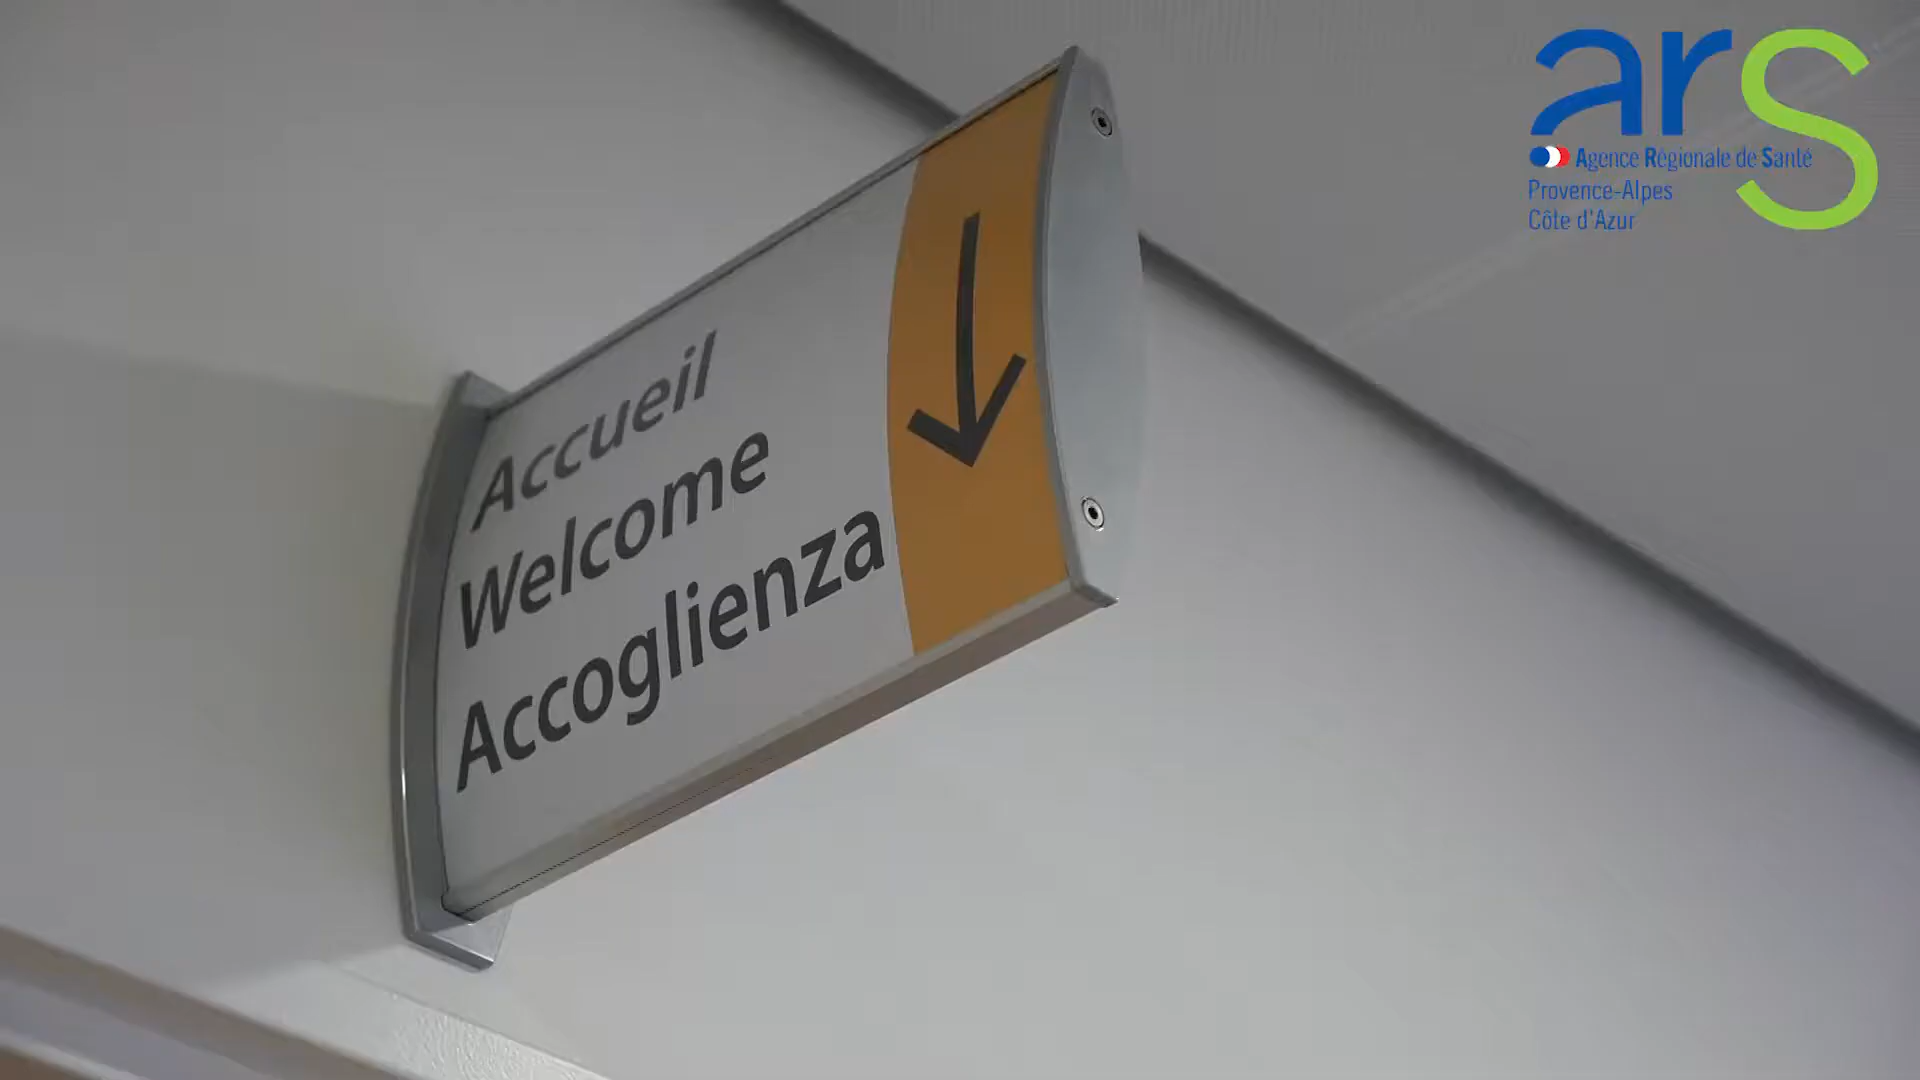 Accueil
Welcome
Accoglienza
ars
Agence Régionale de Santé
Provence-Alpes
Côte d'Azur